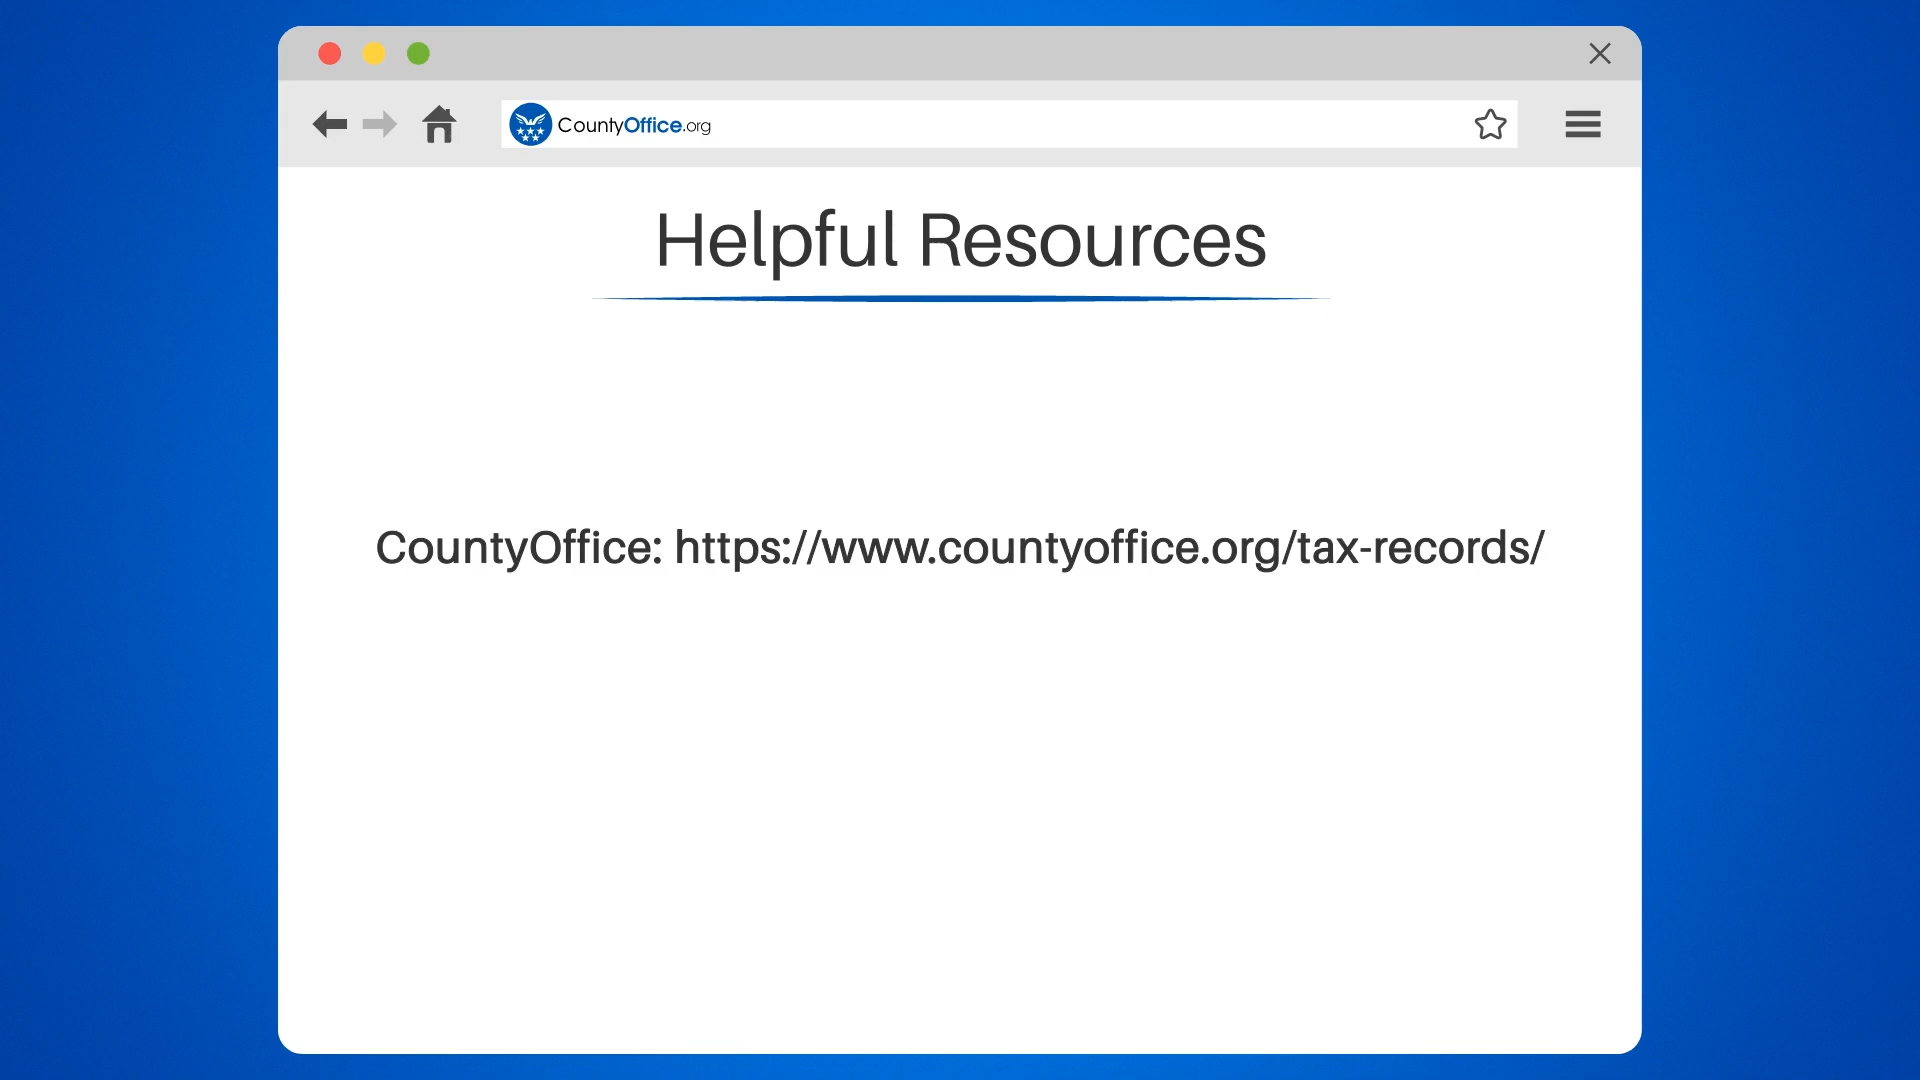 CountyOffice.org
Helpful Resources
CountyOffice: https://www.countyoffice.org/tax-records/